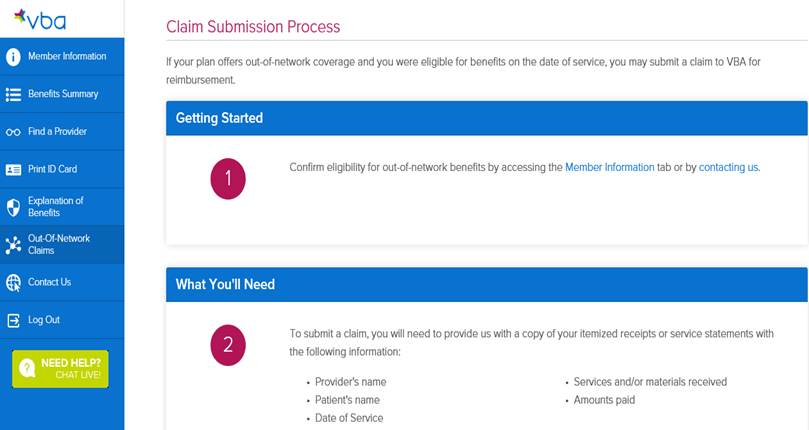 vba
Member Information
Benefits Summary
Find a Provider
Print ID Card
Explanation of
Benefits
Out-Of-Network
Claims
Contact Us
Log Out
NEED HELP?
CHAT LIVE!
Claim Submission Process
If your plan offers out-of-network coverage and you were eligible for benefits on the date of service, you may submit a claim to VBA for
reimbursement.
Getting Started
1
Confirm eligibility for out-of-network benefits by accessing the Member Information tab or by contacting us.
What You'll Need
2
To submit a claim, you will need to provide us with a copy of your itemized receipts or service statements with
the following information:
• Provider's name
• Patient's name
• Date of Service
• Services and/or materials received
• Amounts paid